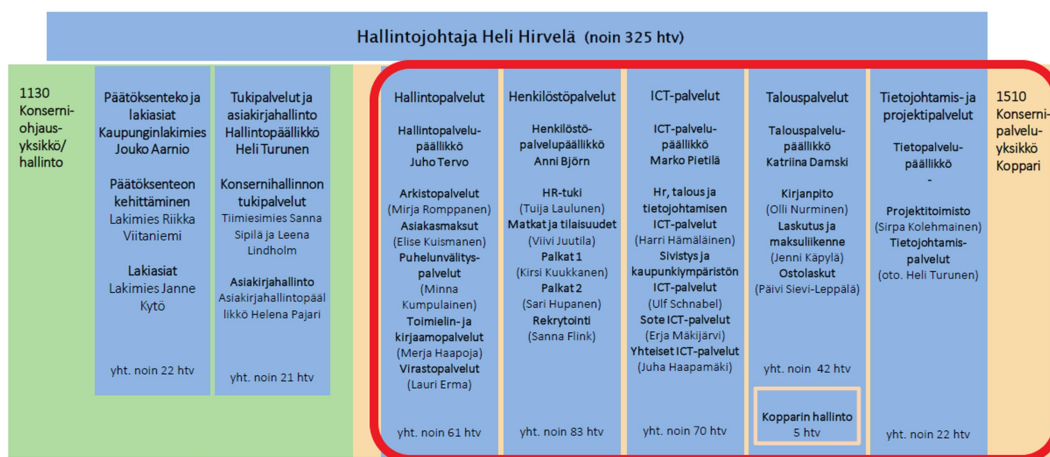 Hallintojohtaja Heli Hirvelä (noin 325 htv)
1130
Konserni-
ohjaus-
yksikkö/
hallinto
Päätöksenteko ja
lakiasiat
Kaupunginlakimies
Jouko Aarnio
Päätöksenteon
kehittäminen
Lakimies Riikka
Viitaniemi
Lakiasiat
Lakimies Janne
Kytö
yht. noin 22 htv
Tukipalvelut ja
asiakirjahallinto
Hallintopäällikkö
Heli Turunen
Konsernihallinnon
tukipalvelut
Tiimiesimies Sanna
Sipilä ja Leena
Lindholm
Asiakirjahallinto
Asiakirjahallintopääl
likkö Helena Pajari
yht. noin 21 htv
Hallintopalvelut
Hallintopalvelu-
päällikkö
Juho Tervo
Arkistopalvelut
(Mirja Romppanen)
Asiakasmaksut
(Elise Kuismanen)
Puhelunvälitys-
palvelut
(Minna
Kumpulainen)
Toimielin- ja
kirjaamopalvelut
(Merja Haapoja)
Virastopalvelut
(Lauri Erma)
yht. noin 61 htv
Henkilöstöpalvelut
Henkilöstö-
palvelupäällikkö
Anni Björn
HR-tuki
(Tuija Laulunen)
Matkat ja tilaisuudet
(Viivi Juutila)
Palkat 1
(Kirsi Kuukkanen)
Palkat 2
(Sari Hupanen)
Rekrytointi
(Sanna Flink)
yht. noin 83 htv
ICT-palvelut
ICT-palvelu-
päällikkö
Marko Pietilä
Hr, talous ja
tietojohtamisen
ICT-palvelut
(Harri Hämäläinen)
Sivistys ja
kaupunkiympäristön
ICT-palvelut
(Ulf Schnabel)
Sote ICT-palvelut
(Erja Mäkijärvi)
Yhteiset ICT-palvelut
(Juha Haapamäki)
yht. noin 70 htv
Talouspalvelut
Talouspalvelu-
päällikkö
Katriina Damski
Kirjanpito
(Olli Nurminen)
Laskutus ja
maksuliikenne
(Jenni Käpylä)
Ostolaskut
(Päivi Sievi-Leppälä)
yht. noin 42 htv
Kopparin hallinto
5 htv
Tietojohtamis- ja
projektipalvelut
Tietopalvelu-
päällikkö
-
Projektitoimisto
(Sirpa Kolehmainen)
Tietojohtamis-
palvelut
(oto. Heli Turunen)
yht. noin 22 htv
1510
Konserni-
palvelu-
yksikkö
Koppari